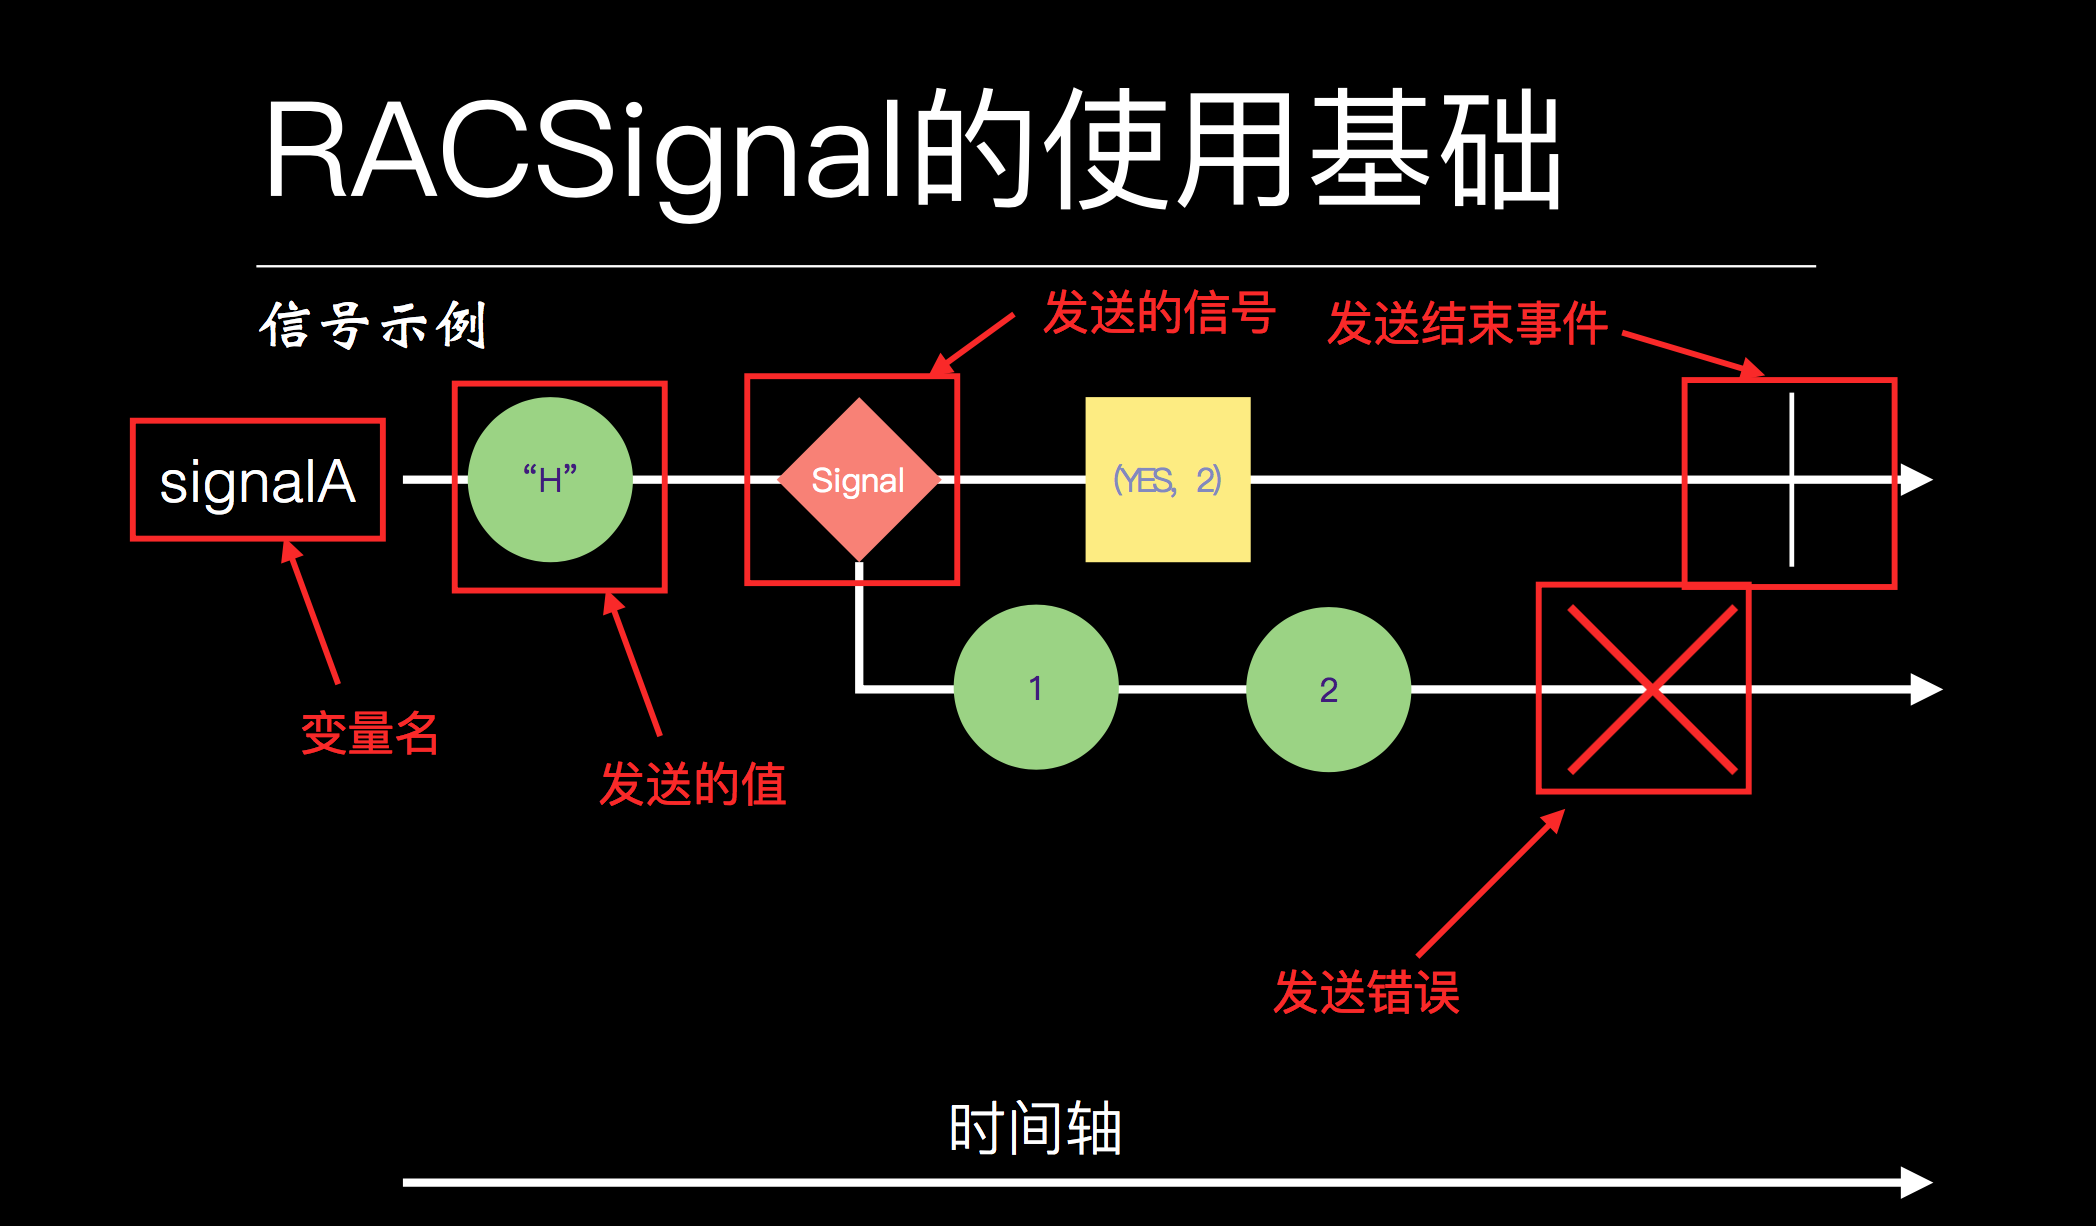 RACSignal的使用基础
信号示例
发送的信号
发送结束事件
signalA
“H”
Signal
(YES, 2)
1
2
变量名
发送的值
发送错误
时间轴